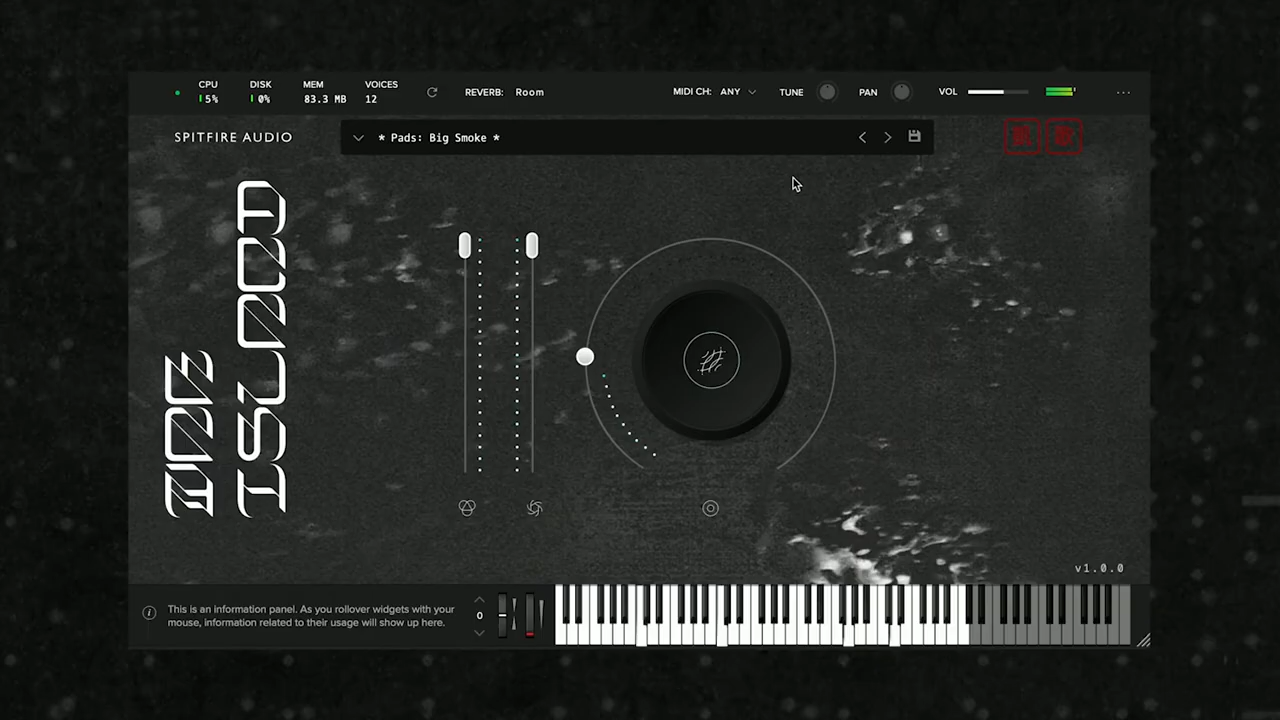 CPU
5%
DISK
0%
MEM
83.3 MB
VOICES
12
REVERB: Room
MIDI CH: ANY
TUNE
PAN
VOL
SPITFIRE AUDIO
* Pads: Big Smoke *
ISLAND
v1.0.0
This is an information panel. As you rollover widgets with your
mouse, information related to their usage will show up here.
0